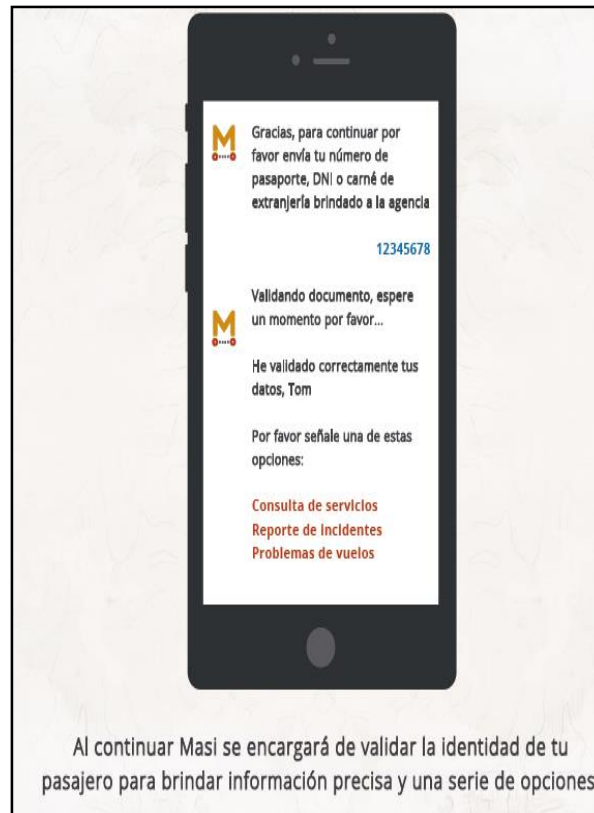 M
Gracias, para continuar por
favor envía tu número de
pasaporte, DNI o carné de
extranjería brindado a la agencia
12345678
M
Validando documento, espere
un momento por favor...
He validado correctamente tus
datos, Tom
Por favor señale una de estas
opciones:
Consulta de servicios
Reporte de incidentes
Problemas de vuelos
Al continuar Masi se encargará de validar la identidad de tu
pasajero para brindar información precisa y una serie de opciones